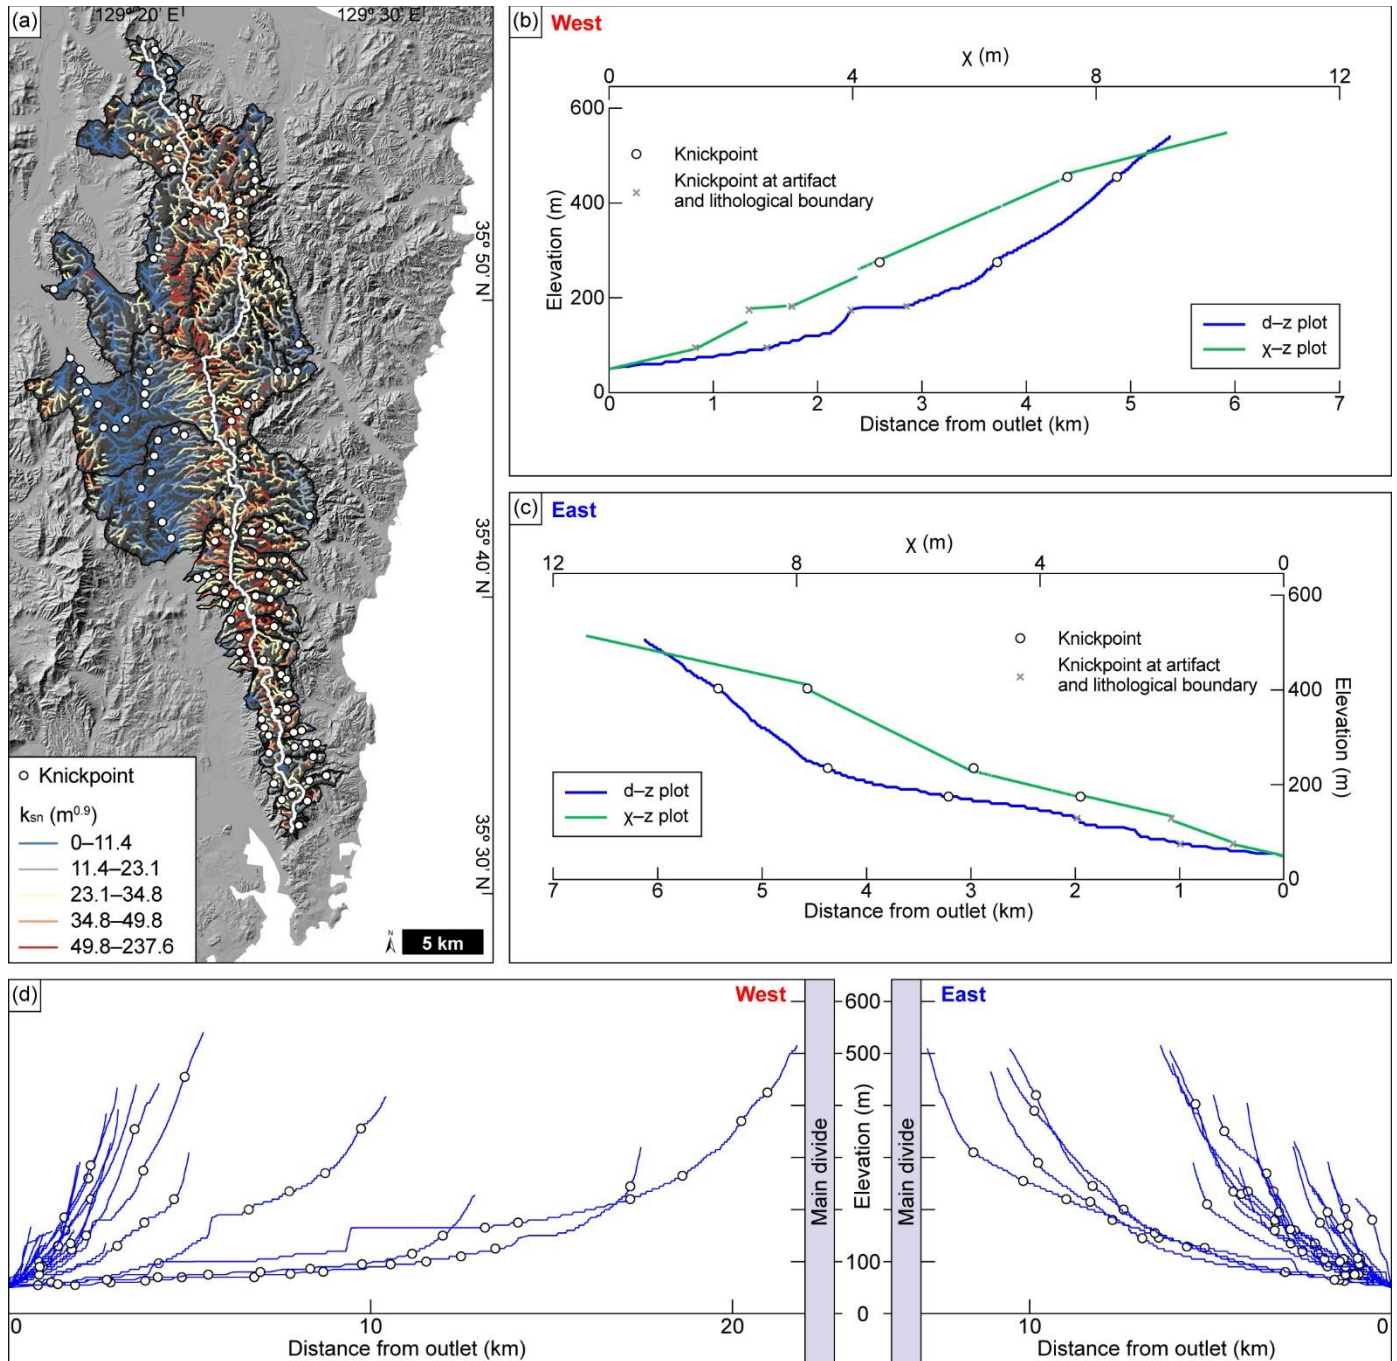 (a)
129° 20' E
129° 30' E
35° 50' N
35° 40' N
35° 30' N
Knickpoint
ksn (m0.9)
0–11.4
11.4–23.1
23.1–34.8
34.8–49.8
49.8–237.6
N
5 km
(b)
West
χ (m)
0 4 8 12
600
400
200
0
Elevation (m)
Knickpoint
Knickpoint at artifact
and lithological boundary
d–z plot
χ–z plot
0 1 2 3 4 5 6 7
Distance from outlet (km)
(c)
East
χ (m)
12 8 4 0
600
400
200
0
Elevation (m)
Knickpoint
Knickpoint at artifact
and lithological boundary
d–z plot
χ–z plot
7 6 5 4 3 2 1 0
Distance from outlet (km)
(d)
West
Main divide
600
500
Elevation (m)
100
0
Main divide
East
0 10 20
Distance from outlet (km)
10 0
Distance from outlet (km)